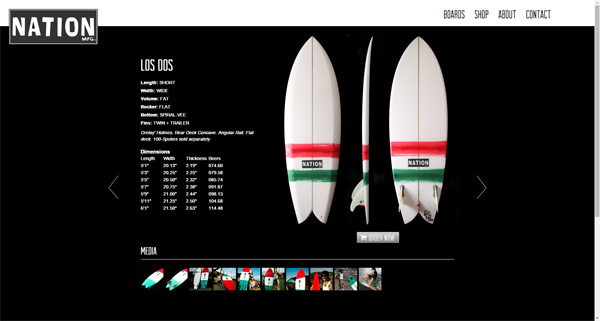 NATION
MFG.
BOARDS SHOP ABOUT CONTACT
LOS DOS
Length: SHORT
Width: WIDE
Volume: FAT
Rocker: FLAT
Bottom: SPIRAL-VEE
Fins: TWIN + TRAILER
Cretsy' Holmes. Rear Deck Concave. Angular Rail. Flat
deck. 100-Spokes sold separately.
Dimensions
Length Width Thickness Beers
5'1" 20.13" 2.19" 074.60
5'3" 20.25" 2.25" 079.58
5'5" 20.50" 2.32" 085.74
5'7" 20.75" 2.38" 091.87
5'9" 21.00" 2.44" 098.13
5'11" 21.25" 2.50" 104.68
6'1" 21.50" 2.63" 114.48
NATION
NATION
ORDER NOW
MEDIA